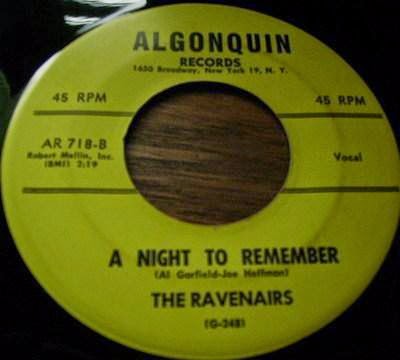 ALGONQUIN
RECORDS
1650 Broadway, New York 19, N. Y.
45 RPM 45 RPM
AR 718-B
Robert Mellin, Inc. Vocal
(BMI) 2:19
A NIGHT TO REMEMBER
(Al Garfield-Joe Hoffman)
THE RAVENAIRS
(G-248)